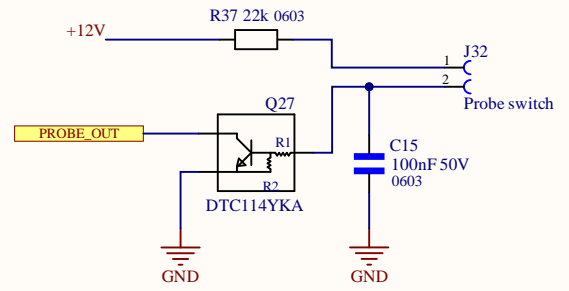 R37 22k 0603
+12V
J32
1
2
Probe switch
Q27
PROBE_OUT
R1
R2
C15
100nF 50V
0603
DTC114YKA
GND
GND